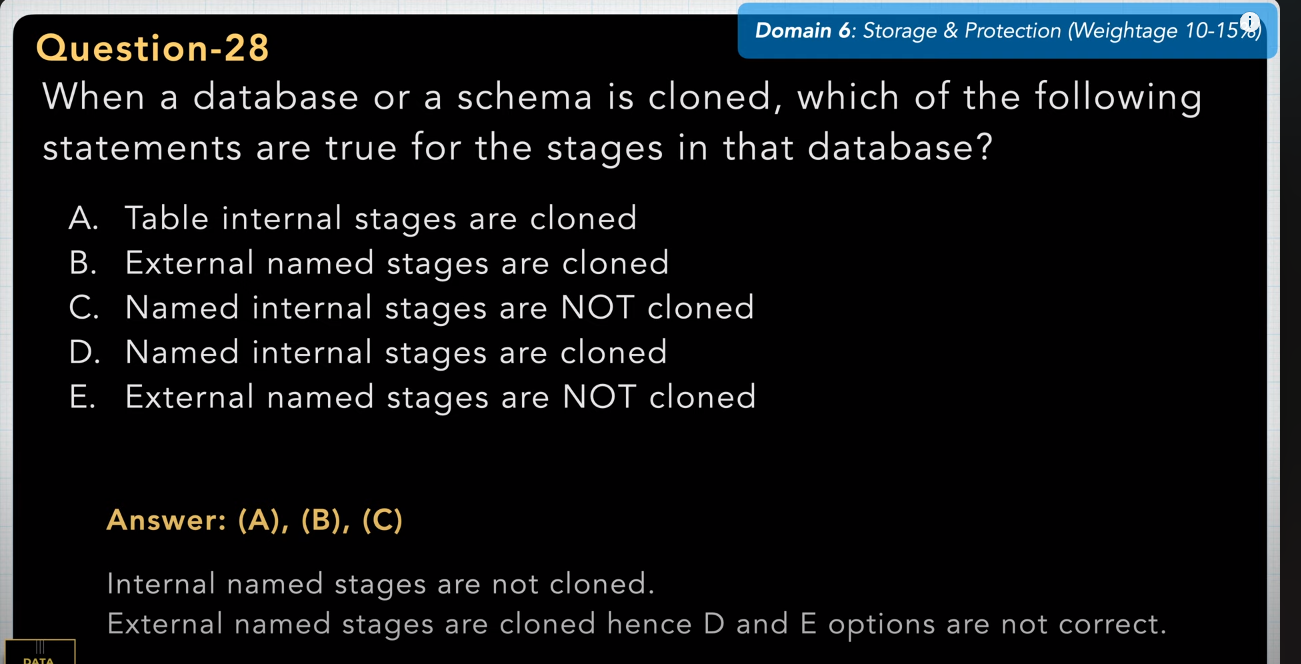 Domain 6: Storage & Protection (Weightage 10-15%)
Question-28
When a database or a schema is cloned, which of the following
statements are true for the stages in that database?
A. Table internal stages are cloned
B. External named stages are cloned
C. Named internal stages are NOT cloned
D. Named internal stages are cloned
E. External named stages are NOT cloned
Answer: (A), (B), (C)
Internal named stages are not cloned.
External named stages are cloned hence D and E options are not correct.
DATA